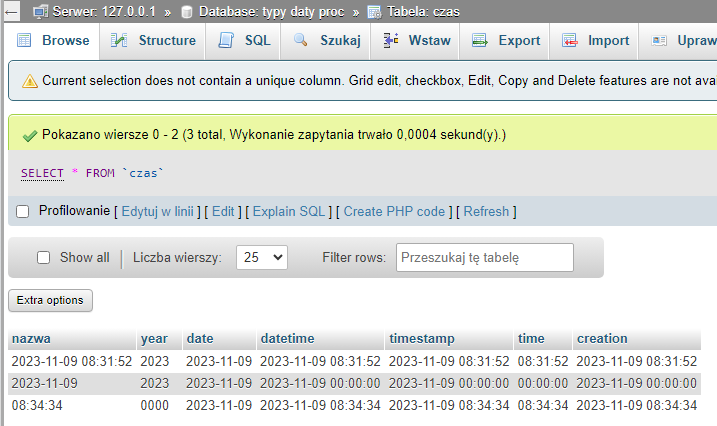 Serwer: 127.0.0.1 » Database: typy daty proc » Tabela: czas
Browse Structure SQL Szukaj Wstaw Export Import Upraw
Current selection does not contain a unique column. Grid edit, checkbox, Edit, Copy and Delete features are not ava
Pokazano wiersze 0 - 2 (3 total, Wykonanie zapytania trwało 0,0004 sekund(y).)
SELECT * FROM `czas`
Profilowanie [ Edytuj w linii ] [ Edit ] [ Explain SQL ] [ Create PHP code ] [ Refresh ]
Show all | Liczba wierszy: 25 Filter rows: Przeszukaj tę tabelę
Extra options
nazwa year date datetime timestamp time creation
2023-11-09 08:31:52 2023 2023-11-09 2023-11-09 08:31:52 2023-11-09 08:31:52 08:31:52 2023-11-09 08:31:52
2023-11-09 2023 2023-11-09 2023-11-09 00:00:00 2023-11-09 00:00:00 00:00:00 2023-11-09 00:00:00
08:34:34 0000 2023-11-09 2023-11-09 08:34:34 2023-11-09 08:34:34 08:34:34 2023-11-09 08:34:34